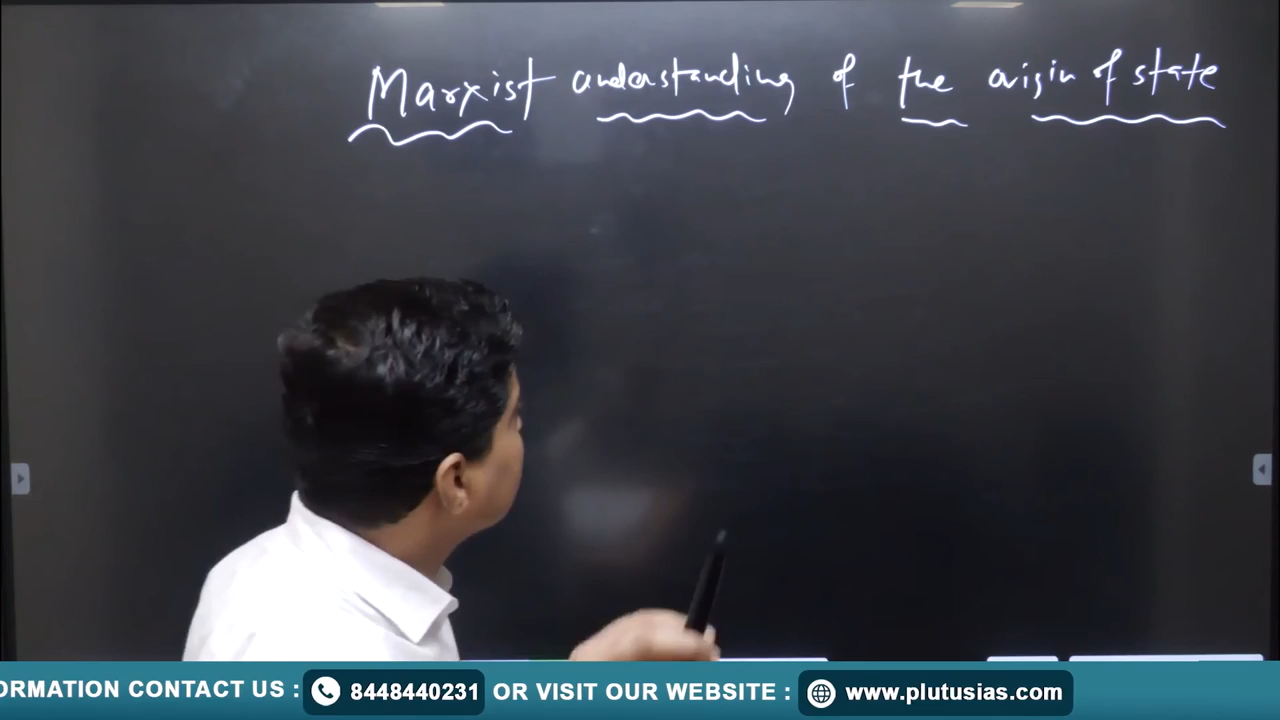 Marxist understanding of the origin of state
ORMATION CONTACT US : 8448440231 OR VISIT OUR WEBSITE : www.plutusias.com